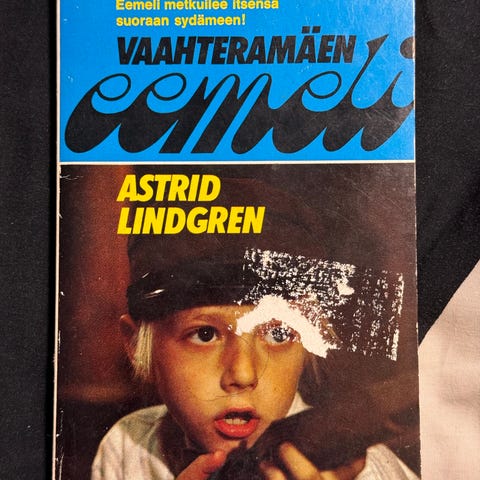 Eemeli metkuilee itsensä
suoraan sydämeen!
VAAHTERAMÄEN
eemeli
ASTRID
LINDGREN